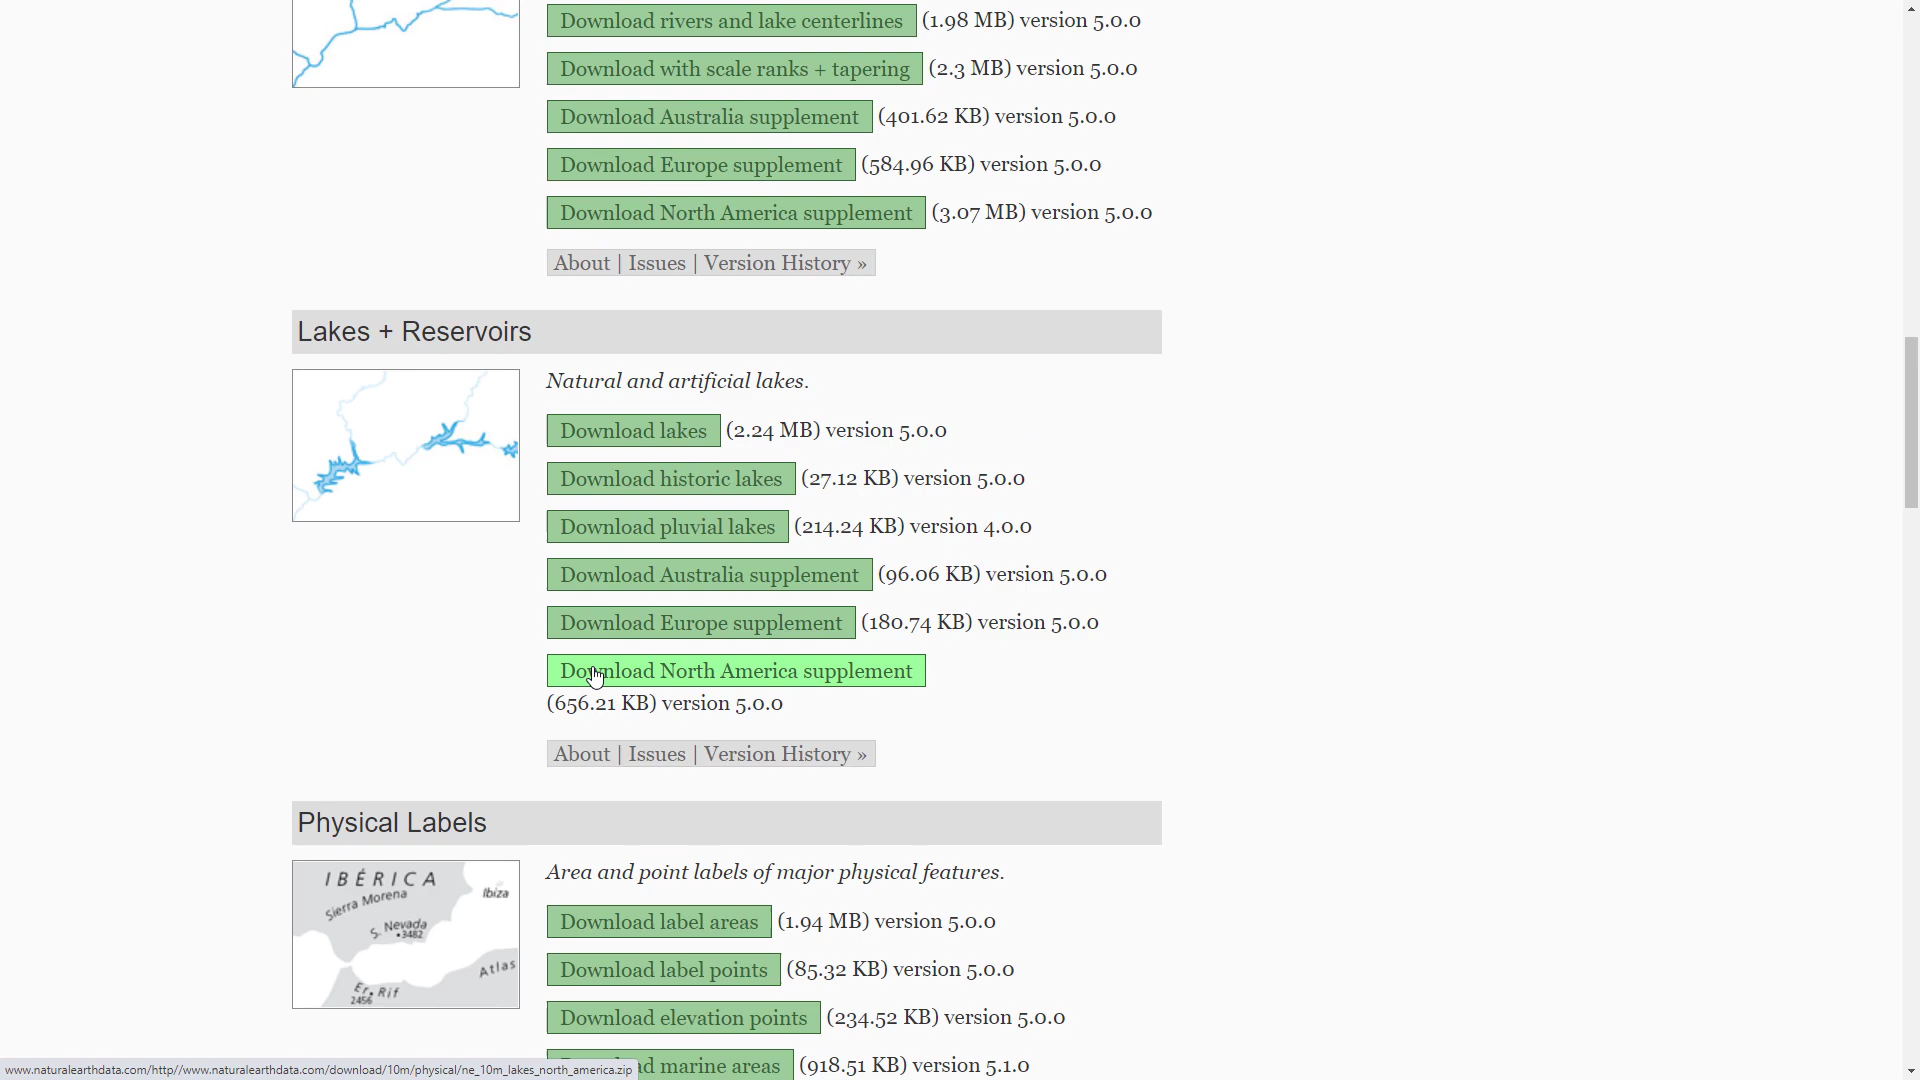 Download rivers and lake centerlines (1.98 MB) version 5.0.0
Download with scale ranks + tapering (2.3 MB) version 5.0.0
Download Australia supplement (401.62 KB) version 5.0.0
Download Europe supplement (584.96 KB) version 5.0.0
Download North America supplement (3.07 MB) version 5.0.0
About | Issues | Version History »
Lakes + Reservoirs
Natural and artificial lakes.
Download lakes (2.24 MB) version 5.0.0
Download historic lakes (27.12 KB) version 5.0.0
Download pluvial lakes (214.24 KB) version 4.0.0
Download Australia supplement (96.06 KB) version 5.0.0
Download Europe supplement (180.74 KB) version 5.0.0
Download North America supplement
(656.21 KB) version 5.0.0
About | Issues | Version History »
Physical Labels
IBÉRICA
Ibiza
Sierra Morena
S. Nevada
•3482
Atlas
Er. Rif
2456
Area and point labels of major physical features.
Download label areas (1.94 MB) version 5.0.0
Download label points (85.32 KB) version 5.0.0
Download elevation points (234.52 KB) version 5.0.0
ad marine areas (918.51 KB) version 5.1.0
www.naturalearthdata.com/http//www.naturalearthdata.com/download/10m/physical/ne_10m_lakes_north_america.zip